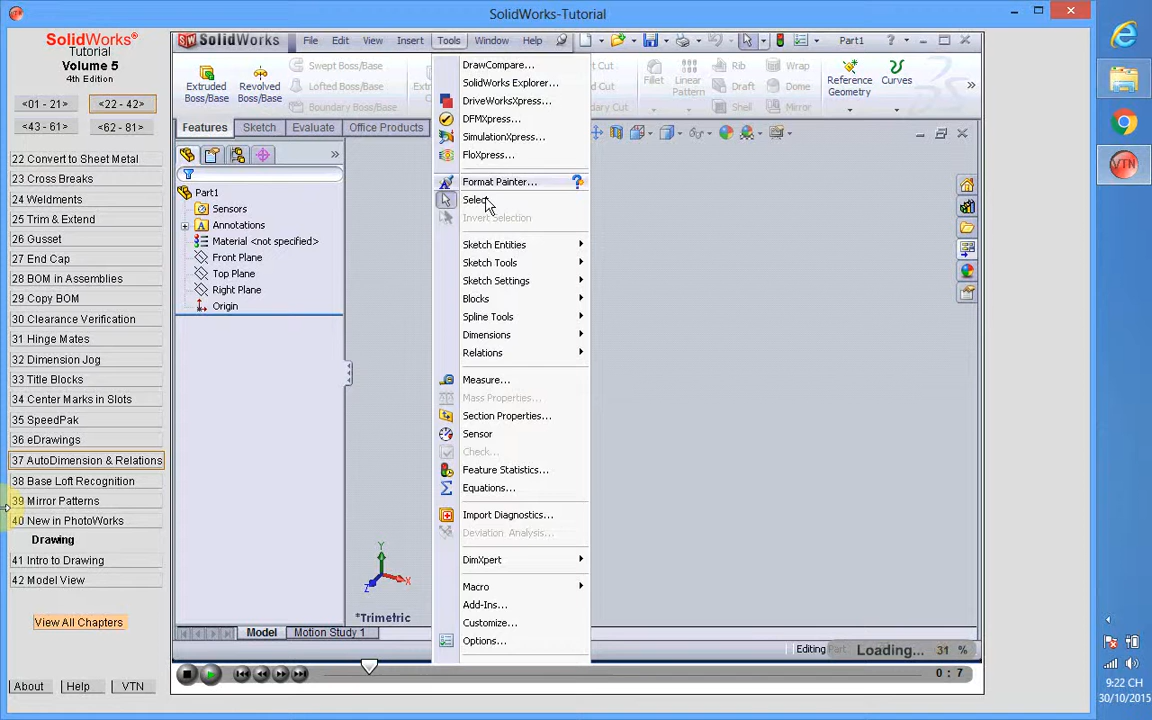 SolidWorks-Tutorial
SolidWorks®
Tutorial
Volume 5
4th Edition
<01 - 21>
<22 - 42>
<43 - 61>
<62 - 81>
22 Convert to Sheet Metal
23 Cross Breaks
24 Weldments
25 Trim & Extend
26 Gusset
27 End Cap
28 BOM in Assemblies
29 Copy BOM
30 Clearance Verification
31 Hinge Mates
32 Dimension Jog
33 Title Blocks
34 Center Marks in Slots
35 SpeedPak
36 eDrawings
37 AutoDimension & Relations
38 Base Loft Recognition
39 Mirror Patterns
40 New in PhotoWorks
Drawing
41 Intro to Drawing
42 Model View
View All Chapters
About
Help
VTN
SolidWorks
File
Edit
View
Insert
Tools
Window
Help
Part1
Extruded
Boss/Base
Revolved
Boss/Base
Swept Boss/Base
Lofted Boss/Base
Boundary Boss/Base
Cut
Cut
Cut
Fillet
Linear
Pattern
Rib
Draft
Shell
Wrap...
Dome
Mirror
Reference
Geometry
Curves
Features
Sketch
Evaluate
Office Products
Part1
Sensors
Annotations
Material <not specified>
Front Plane
Top Plane
Right Plane
Origin
DrawCompare...
SolidWorks Explorer...
DriveWorksXpress...
DFMXpress...
SimulationXpress...
FloXpress...
Format Painter...
Select
Invert Selection
Sketch Entities
Sketch Tools
Sketch Settings
Blocks
Spline Tools
Dimensions
Relations
Measure...
Mass Properties...
Section Properties...
Sensor
Check...
Feature Statistics...
Equations...
Import Diagnostics...
Deviation Analysis...
DimXpert
Macro
Add-Ins...
Customize...
Options...
Y
X
Z
*Trimetric
Model
Motion Study 1
Editing Part
Loading... 31 %
0 : 7
VTN
9:22 CH
30/10/2015